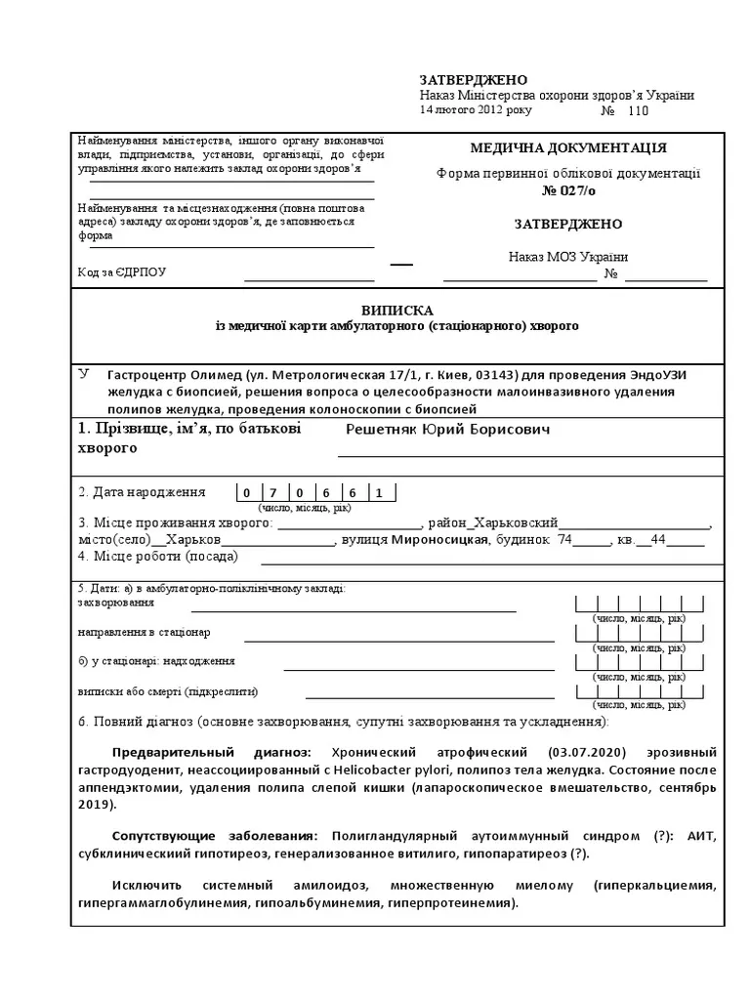 ЗАТВЕРДЖЕНО
Наказ Міністерства охорони здоров’я України
14 лютого 2012 року № 110
Найменування міністерства, іншого органу виконавчої
влади, підприємства, установи, організації, до сфери
управління якого належить заклад охорони здоров’я
Найменування та місцезнаходження (повна поштова
адреса) закладу охорони здоров’я, де заповнюється
форма
Код за ЄДРПОУ
МЕДИЧНА ДОКУМЕНТАЦІЯ
Форма первинної облікової документації
№ 027/о
ЗАТВЕРДЖЕНО
Наказ МОЗ України
№
ВИПИСКА
із медичної карти амбулаторного (стаціонарного) хворого
У Гастроцентр Олимед (ул. Метрологическая 17/1, г. Киев, 03143) для проведения ЭндоУЗИ
желудка с биопсией, решения вопроса о целесообразности малоинвазивного удаления
полипов желудка, проведения колоноскопии с биопсией
1. Прізвище, ім’я, по батькові Решетняк Юрий Борисович
хворого
2. Дата народження 0 7 0 6 6 1
(число, місяць, рік)
3. Місце проживання хворого: ____________________, район_Харьковский_____________________,
місто(село)__Харьков________________, вулиця Мироносицкая, будинок 74_____, кв.__44_____
4. Місце роботи (посада)
5. Дати: а) в амбулаторно-поліклінічному закладі:
захворювання
(число, місяць, рік)
направлення в стаціонар
(число, місяць, рік)
б) у стаціонарі: надходження
(число, місяць, рік)
виписки або смерті (підкреслити)
(число, місяць, рік)
6. Повний діагноз (основне захворювання, супутні захворювання та ускладнення):
Предварительный диагноз: Хронический атрофический (03.07.2020) эрозивный
гастродуоденит, неассоциированный с Helicobacter pylori, полипоз тела желудка. Состояние после
аппендэктомии, удаления полипа слепой кишки (лапароскопическое вмешательство, сентябрь
2019).
Сопутствующие заболевания: Полигландулярный аутоиммунный синдром (?): АИТ,
субклиническиий гипотиреоз, генерализованное витилиго, гипопаратиреоз (?).
Исключить системный амилоидоз, множественную миелому (гиперкальциемия,
гипергаммаглобулинемия, гипоальбуминемия, гиперпротеинемия).